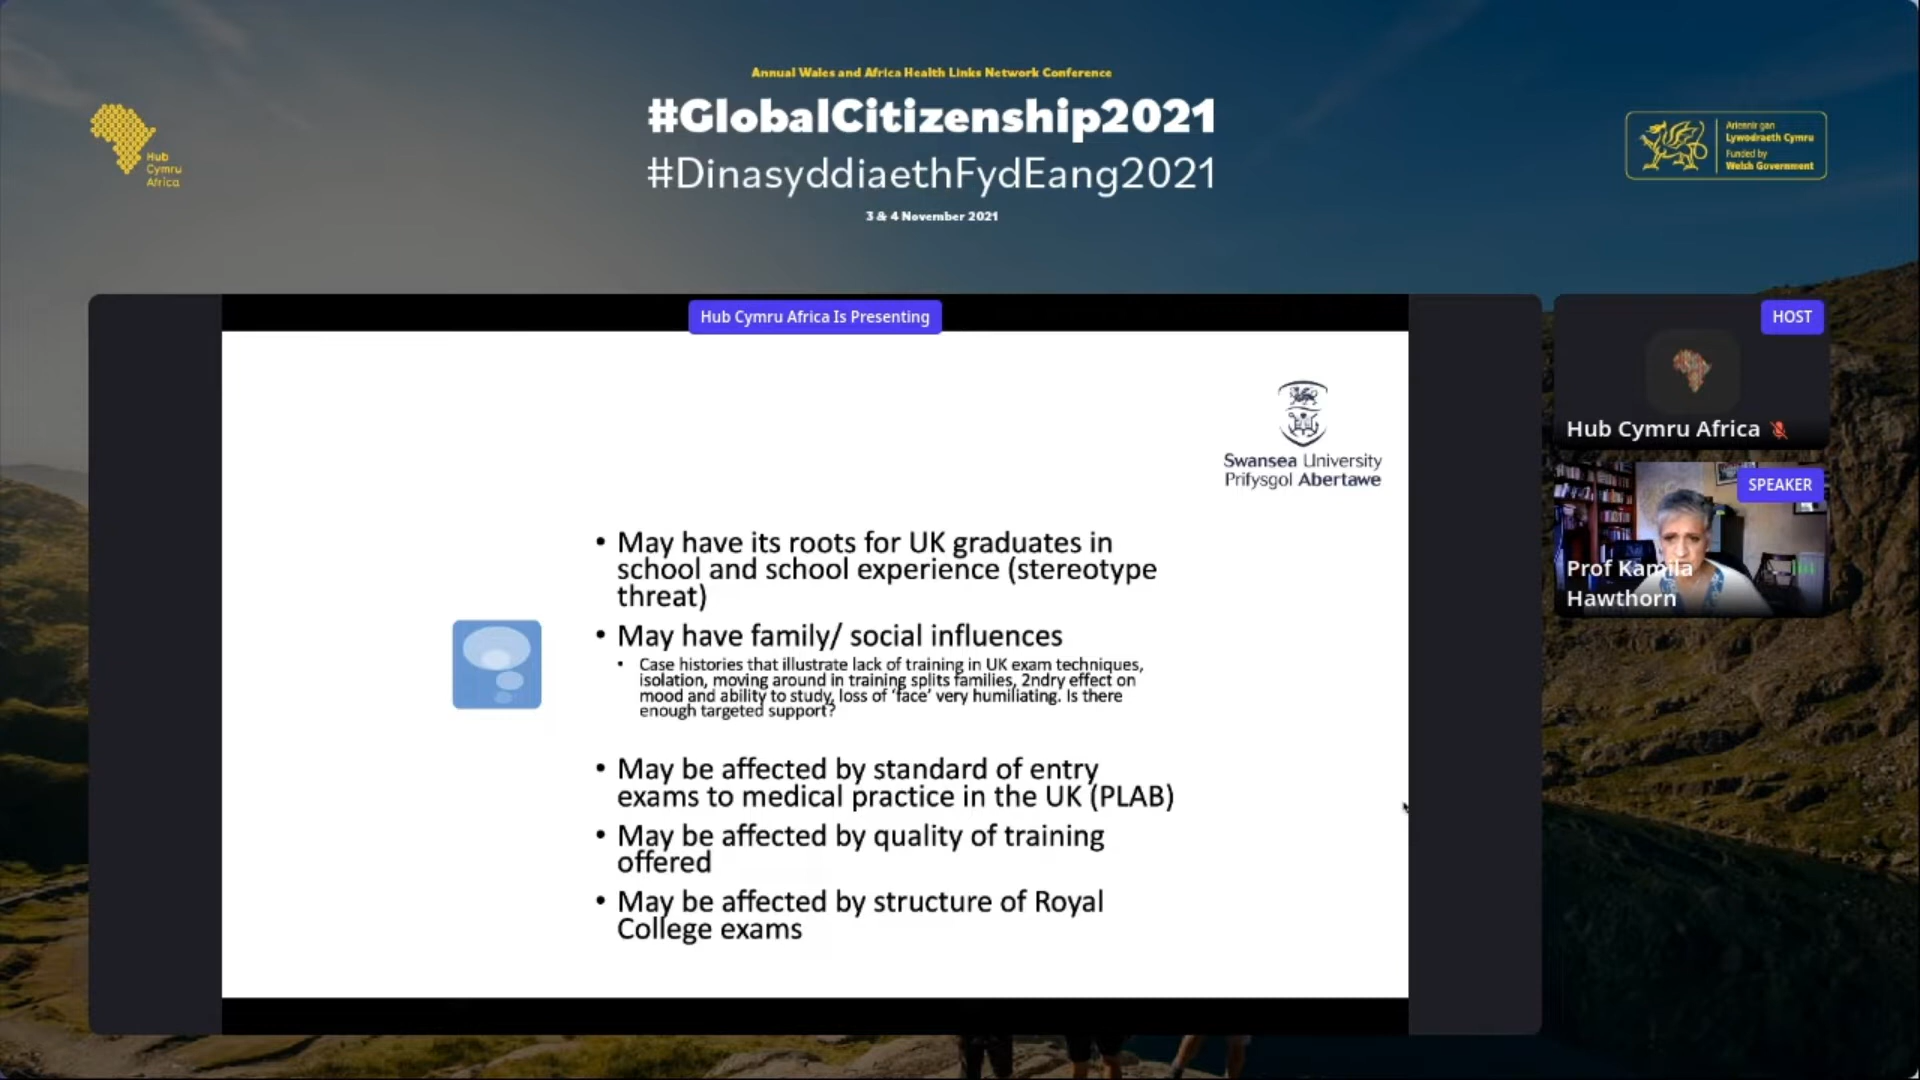 Annual Wales and Africa Health Links Network Conference
#GlobalCitizenship2021
#DinasyddiaethFydEang2021
3 & 4 November 2021
Hub
Cymru
Africa
Ariennir gan
Lywodraeth Cymru
Funded by
Welsh Government
Hub Cymru Africa Is Presenting
Swansea University
Prifysgol Abertawe
• May have its roots for UK graduates in
school and school experience (stereotype
threat)
• May have family/ social influences
• Case histories that illustrate lack of training in UK exam techniques,
isolation, moving around in training splits families, 2ndry effect on
mood and ability to study, loss of ‘face’ very humiliating. Is there
enough targeted support?
• May be affected by standard of entry
exams to medical practice in the UK (PLAB)
• May be affected by quality of training
offered
• May be affected by structure of Royal
College exams
HOST
Hub Cymru Africa
SPEAKER
Prof Kamila
Hawthorn